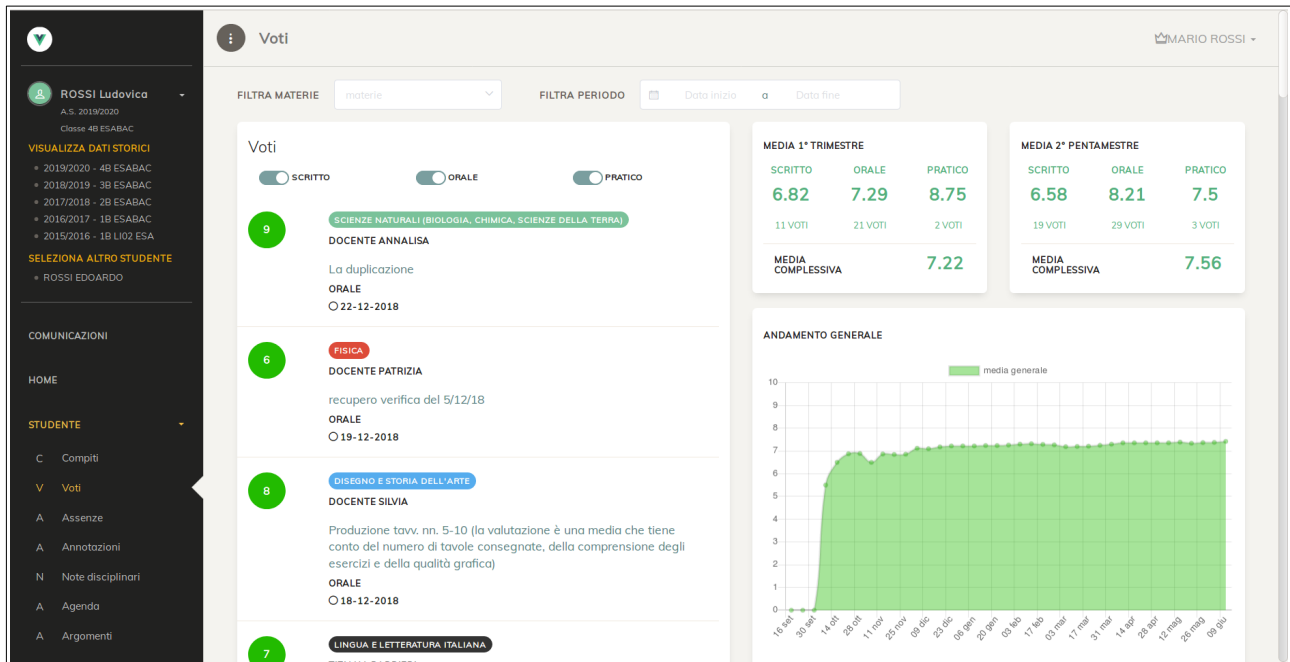 Voti
MARIO ROSSI
ROSSI Ludovica
A.S. 2019/2020
Classe 4B ESABAC
VISUALIZZA DATI STORICI
2019/2020 - 4B ESABAC
2018/2019 - 3B ESABAC
2017/2018 - 2B ESABAC
2016/2017 - 1B ESABAC
2015/2016 - 1B LI02 ESA
SELEZIONA ALTRO STUDENTE
ROSSI EDOARDO
COMUNICAZIONI
HOME
STUDENTE
C Compiti
V Voti
A Assenze
A Annotazioni
N Note disciplinari
A Agenda
A Argomenti
FILTRA MATERIE materie FILTRA PERIODO Data inizio a Data fine
Voti
SCRITTO ORALE PRATICO
9
SCIENZE NATURALI (BIOLOGIA, CHIMICA, SCIENZE DELLA TERRA)
DOCENTE ANNALISA
La duplicazione
ORALE
22-12-2018
6
FISICA
DOCENTE PATRIZIA
recupero verifica del 5/12/18
ORALE
19-12-2018
8
DISEGNO E STORIA DELL'ARTE
DOCENTE SILVIA
Produzione tavv. nn. 5-10 (la valutazione è una media che tiene
conto del numero di tavole consegnate, della comprensione degli
esercizi e della qualità grafica)
ORALE
18-12-2018
7
LINGUA E LETTERATURA ITALIANA
MEDIA 1° TRIMESTRE
SCRITTO ORALE PRATICO
6.82 7.29 8.75
11 VOTI 21 VOTI 2 VOTI
MEDIA
COMPLESSIVA
7.22
MEDIA 2° PENTAMESTRE
SCRITTO ORALE PRATICO
6.58 8.21 7.5
19 VOTI 29 VOTI 3 VOTI
MEDIA
COMPLESSIVA
7.56
ANDAMENTO GENERALE
media generale
10
9
8
7
6
5
4
3
2
1
0
16 set 30 set 14 ott 28 ott 11 nov 25 nov 09 dic 23 dic 06 gen 20 gen 03 feb 17 feb 03 mar 17 mar 31 mar 14 apr 28 apr 12 mag 26 mag 09 giu